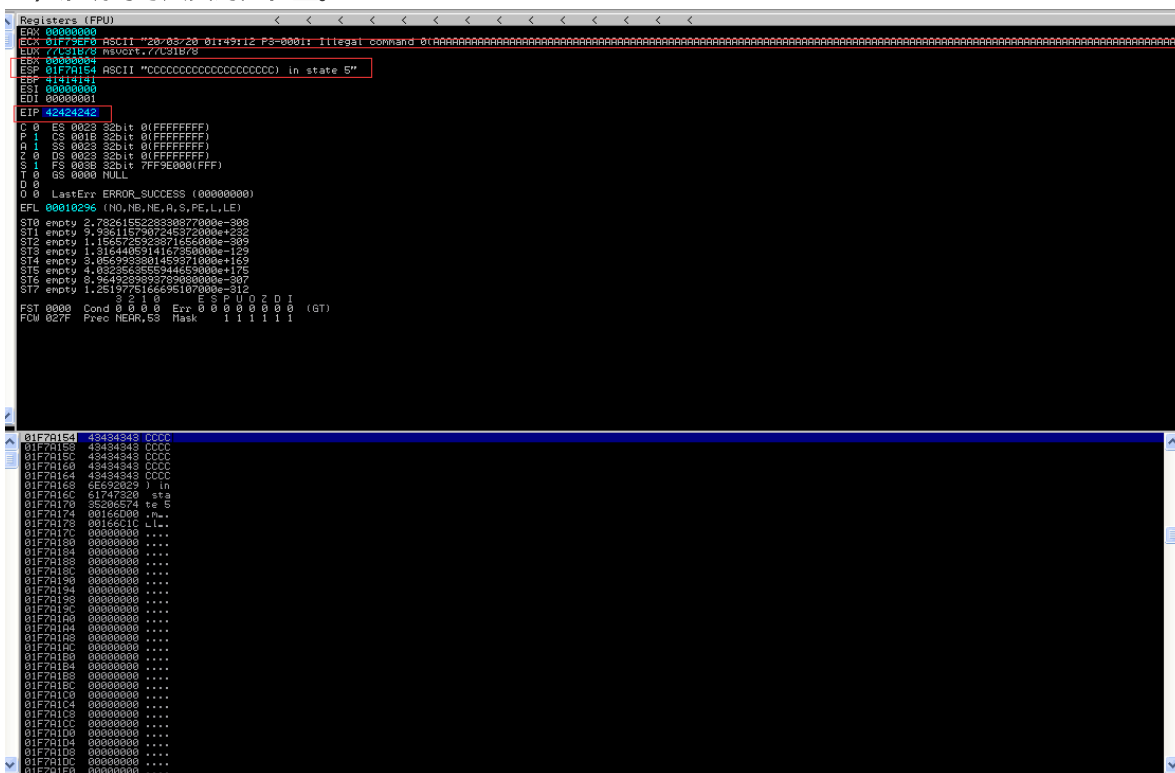 Registers (FPU) < < < < < < < < < < < < < <
EAX 00000000
ECX 01F79EF0 ASCII "20/03/20 01:49:12 P3-0001: Illegal command 0(AAAAAAAAAAAAAAAAAAAAAAAAAAAAAAAAAAAAAAAAAAAAAAAAAAAAAAAAAAAAAAAAAAAAAAAAAAAAAAAAAAAAAAAAAAAAAAAAAAAAAAAAAAAAAAAA
EDX 77C31B78 msvcrt.77C31B78
EBX 00000004
ESP 01F7A154 ASCII "CCCCCCCCCCCCCCCCCCCC) in state 5"
EBP 41414141
ESI 00000000
EDI 00000001
EIP 42424242
C 0 ES 0023 32bit 0(FFFFFFFF)
P 1 CS 001B 32bit 0(FFFFFFFF)
A 1 SS 0023 32bit 0(FFFFFFFF)
Z 0 DS 0023 32bit 0(FFFFFFFF)
S 1 FS 003B 32bit 7FF9E000(FFF)
T 0 GS 0000 NULL
D 0
O 0 LastErr ERROR_SUCCESS (00000000)
EFL 00010296 (NO,NB,NE,A,S,PE,L,LE)
ST0 empty 2.7826155228330877000e-308
ST1 empty 9.9361157907245372000e+232
ST2 empty 1.1565725923871656000e-309
ST3 empty 1.3164405914167350000e-129
ST4 empty 3.0569933801459371000e+169
ST5 empty 4.0323563555944659000e+175
ST6 empty 8.9649289893789080000e-307
ST7 empty 1.2519775166695107000e-312
3 2 1 0 E S P U O Z D I
FST 0000 Cond 0 0 0 0 Err 0 0 0 0 0 0 0 0 (GT)
FCW 027F Prec NEAR,53 Mask 1 1 1 1 1 1
01F7A154 43434343 CCCC
01F7A158 43434343 CCCC
01F7A15C 43434343 CCCC
01F7A160 43434343 CCCC
01F7A164 43434343 CCCC
01F7A168 6E692029 ) in
01F7A16C 61747320 sta
01F7A170 35206574 te 5
01F7A174 00166D00 .m..
01F7A178 00166C1C
01F7A17C 00000000 ....
01F7A180 00000000 ....
01F7A184 00000000 ....
01F7A188 00000000 ....
01F7A18C 00000000 ....
01F7A190 00000000 ....
01F7A194 00000000 ....
01F7A198 00000000 ....
01F7A19C 00000000 ....
01F7A1A0 00000000 ....
01F7A1A4 00000000 ....
01F7A1A8 00000000 ....
01F7A1AC 00000000 ....
01F7A1B0 00000000 ....
01F7A1B4 00000000 ....
01F7A1B8 00000000 ....
01F7A1BC 00000000 ....
01F7A1C0 00000000 ....
01F7A1C4 00000000 ....
01F7A1C8 00000000 ....
01F7A1CC 00000000 ....
01F7A1D0 00000000 ....
01F7A1D4 00000000 ....
01F7A1D8 00000000 ....
01F7A1DC 00000000 ....
01F7A1E0 00000000 ....